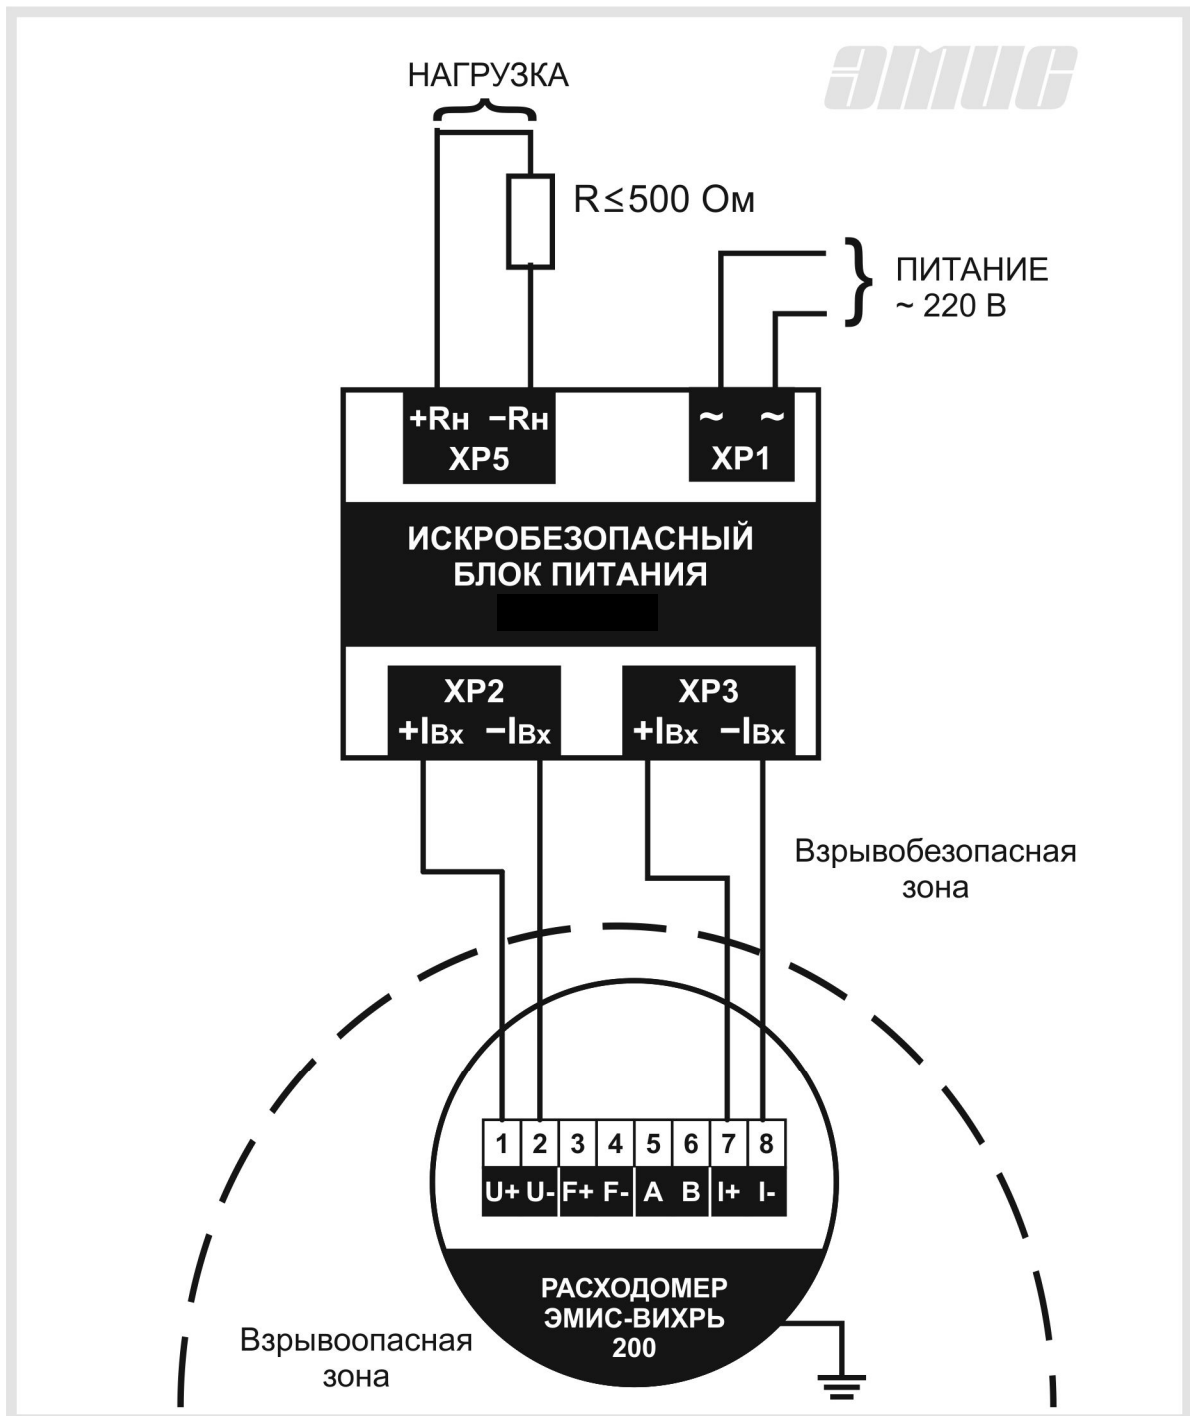 ЭМИС
НАГРУЗКА
R≤500 Ом
ПИТАНИЕ
~ 220 В
+Rн −Rн
XP5
~ ~
XP1
ИСКРОБЕЗОПАСНЫЙ
БЛОК ПИТАНИЯ
XP2
+IВх −IВх
XP3
+IВх −IВх
Взрывобезопасная
зона
1 2 3 4 5 6 7 8
U+ U- F+ F- A B I+ I-
РАСХОДОМЕР
ЭМИС-ВИХРЬ
200
Взрывоопасная
зона